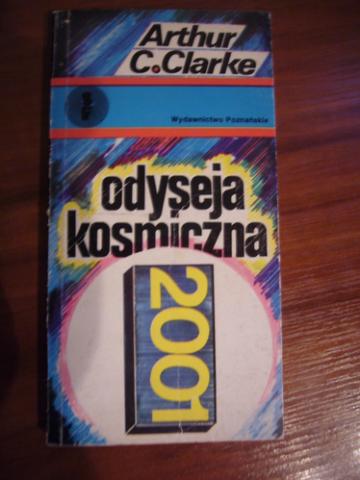 Arthur
C.Clarke
Wydawnictwo Poznańskie
odyseja
kosmiczna
2001